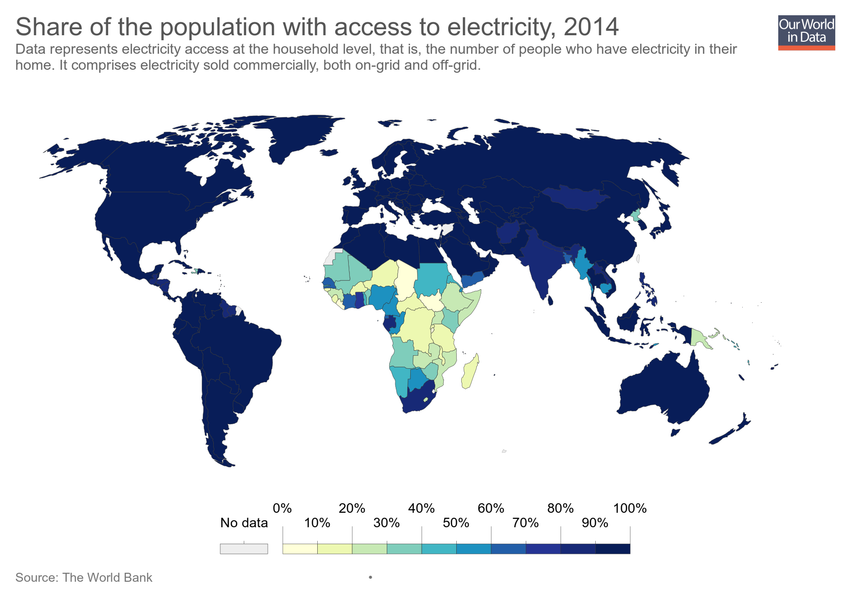 Share of the population with access to electricity, 2014
Our World
in Data
Data represents electricity access at the household level, that is, the number of people who have electricity in their
home. It comprises electricity sold commercially, both on-grid and off-grid.
0% 20% 40% 60% 80% 100%
No data 10% 30% 50% 70% 90%
Source: The World Bank